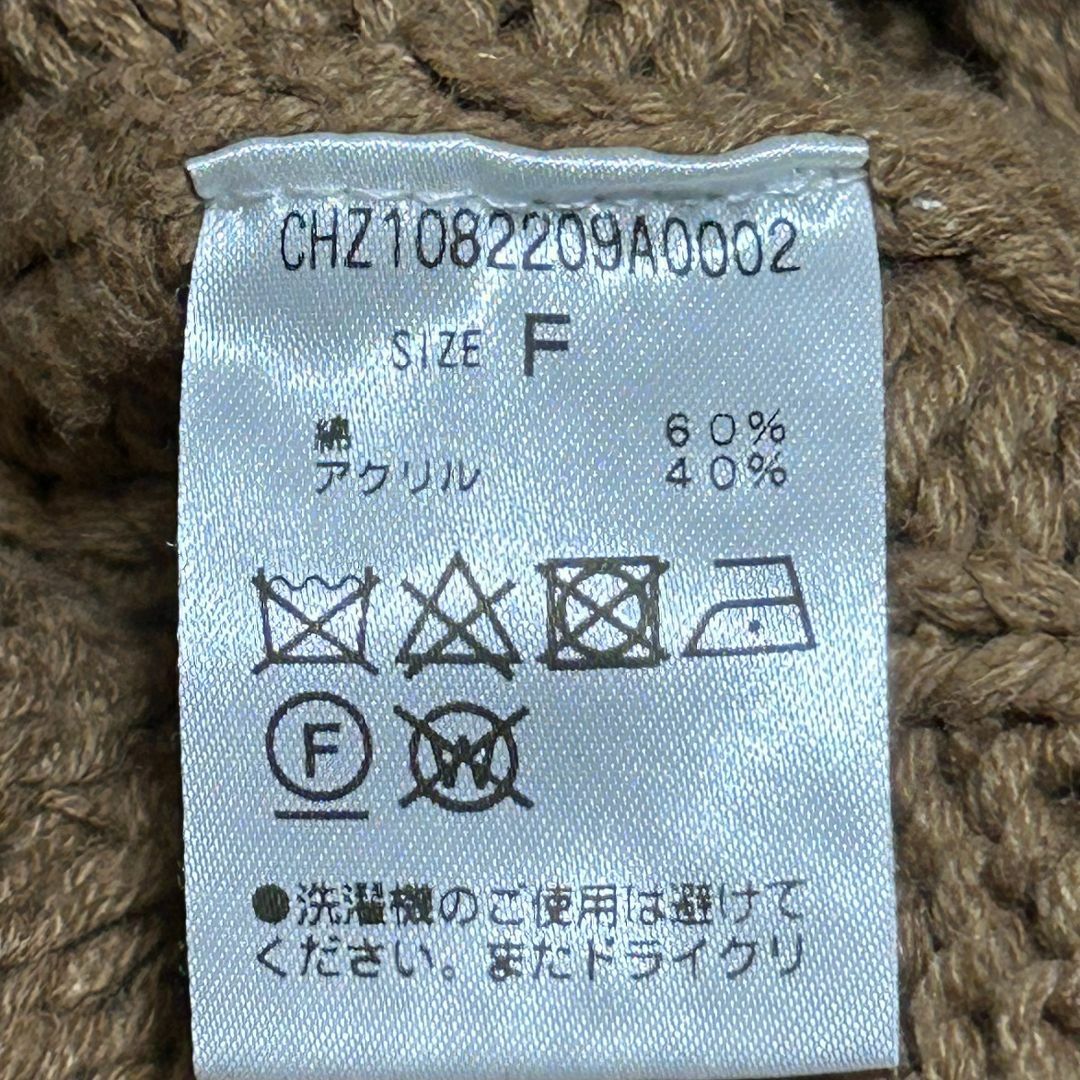 CHZ1082209A0002
SIZE F
綿 60%
アクリル 40%
F
W
●洗濯機のご使用は避けて
ください。またドライクリ